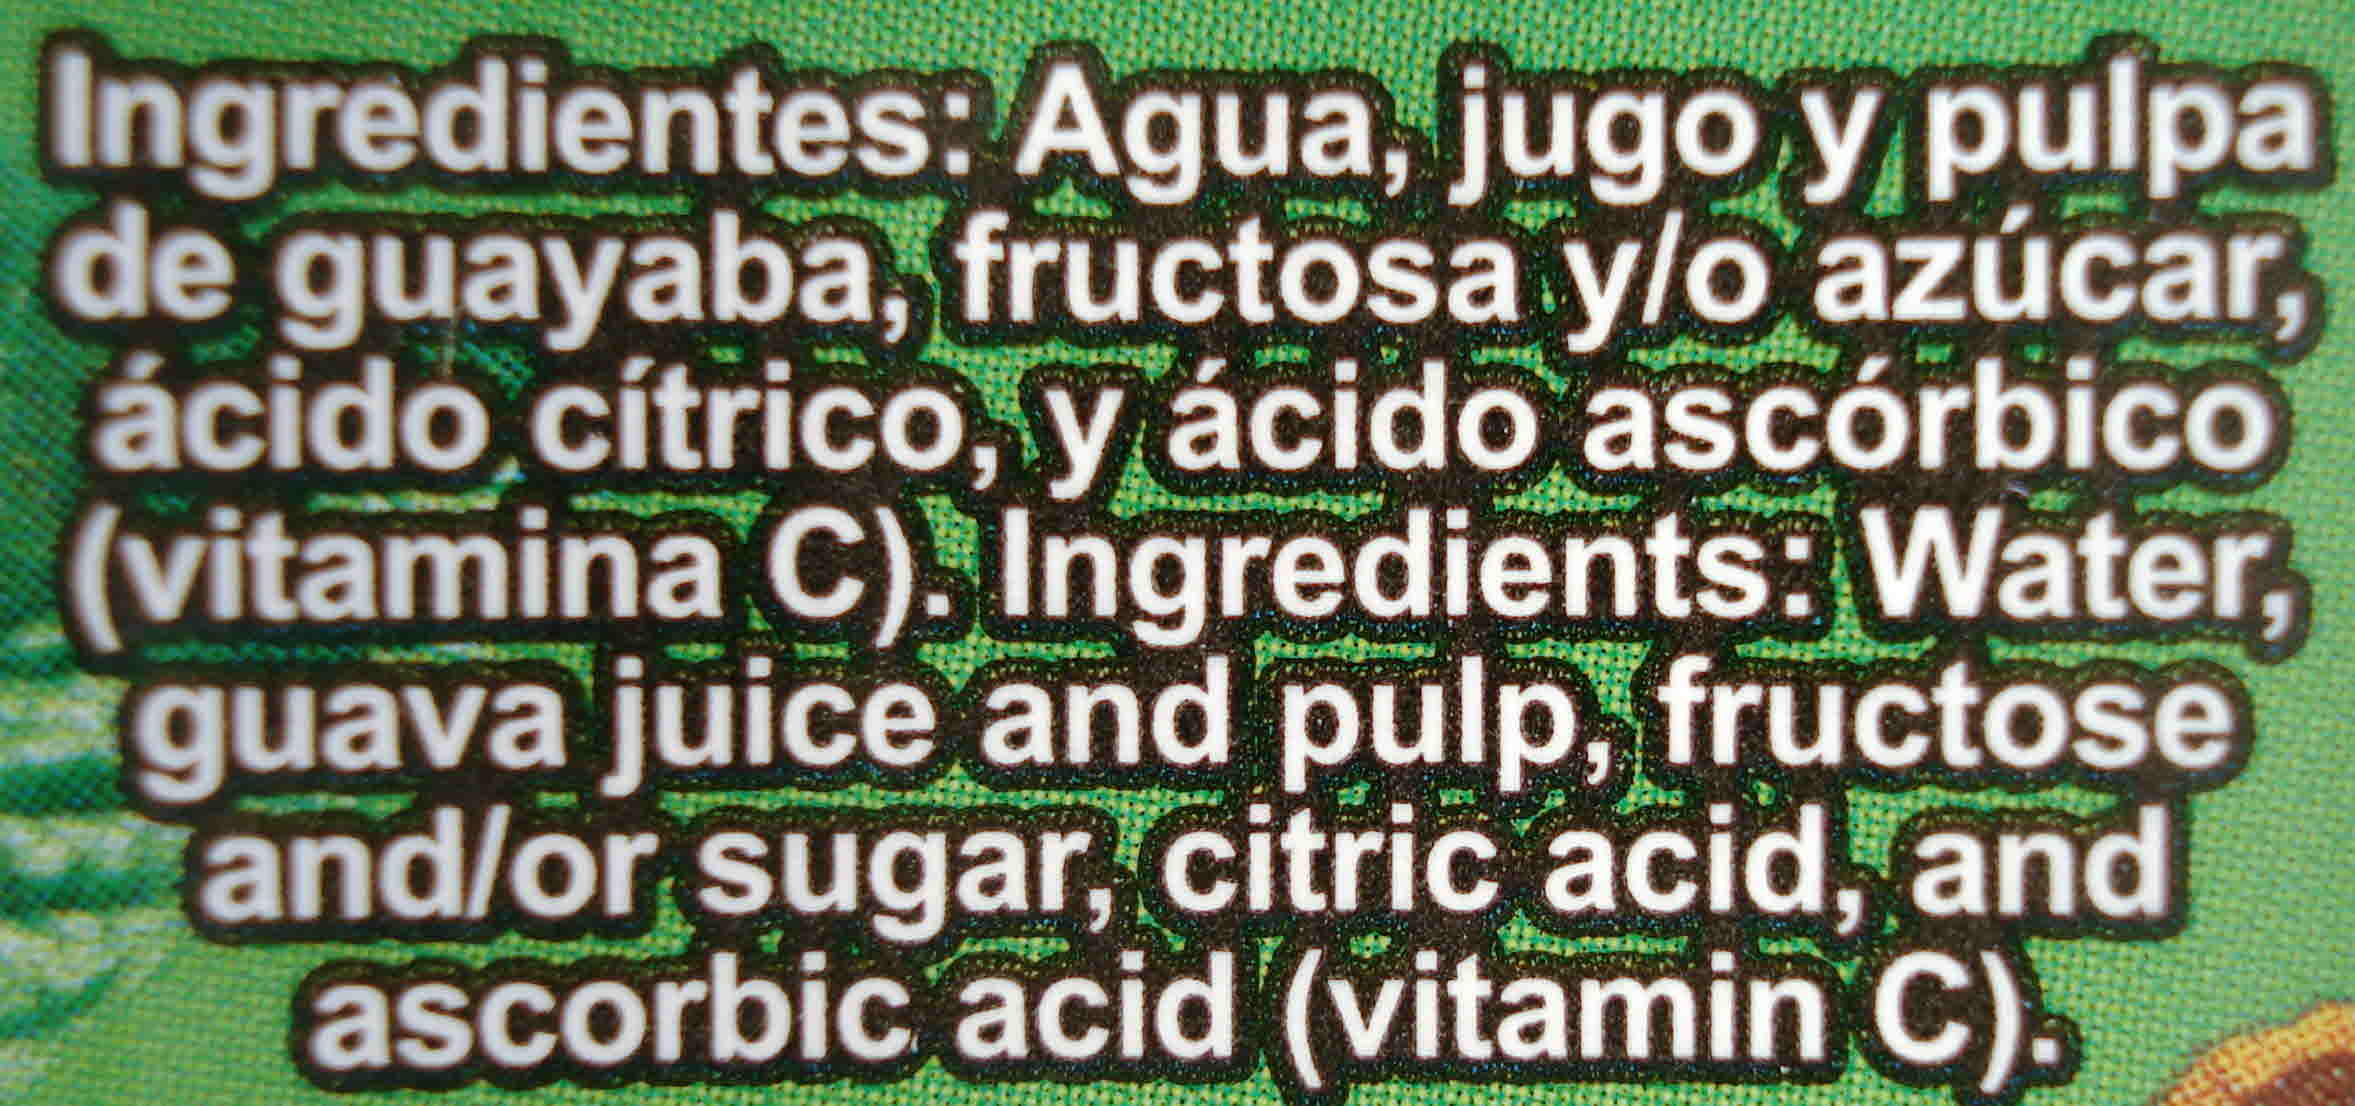 Ingredientes: Agua, jugo y pulpa
de guayaba, fructosa y/o azúcar,
ácido cítrico, y ácido ascórbico
(vitamina C). Ingredients: Water,
guava juice and pulp, fructose
and/or sugar, citric acid, and
ascorbic acid (vitamin C).